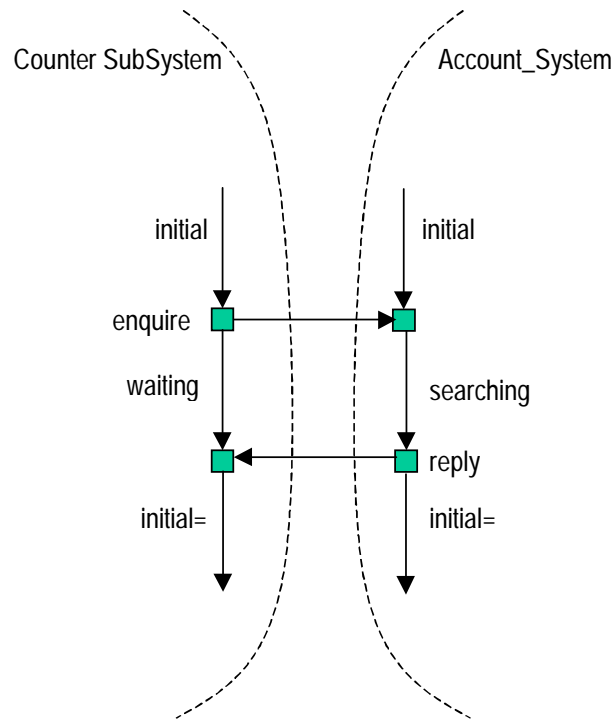 Counter SubSystem
Account_System
initial
initial
enquire
waiting
searching
reply
initial=
initial=